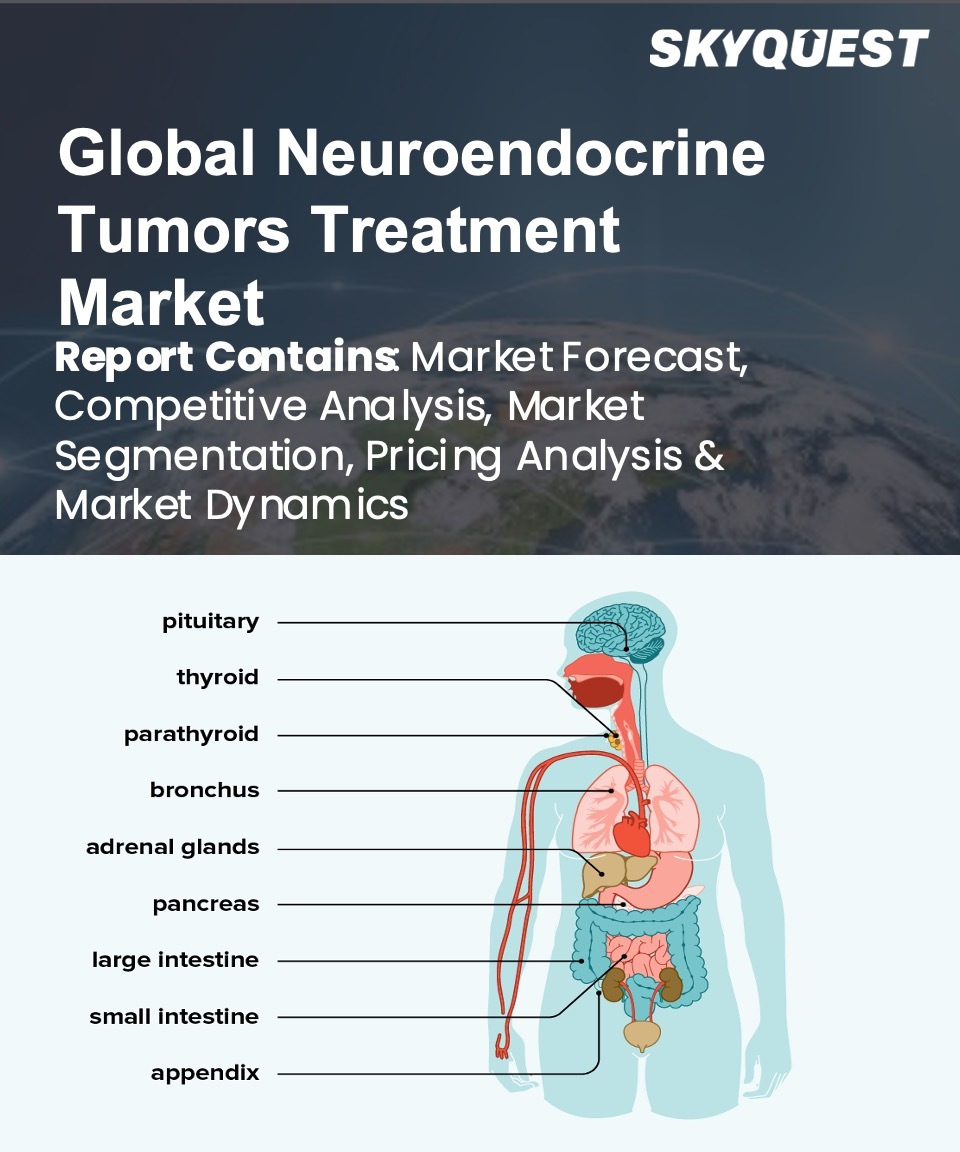 SKYQUEST
Global Neuroendocrine
Tumors Treatment
Market
Report Contains: Market Forecast,
Competitive Analysis, Market
Segmentation, Pricing Analysis &
Market Dynamics
pituitary
thyroid
parathyroid
bronchus
adrenal glands
pancreas
large intestine
small intestine
appendix